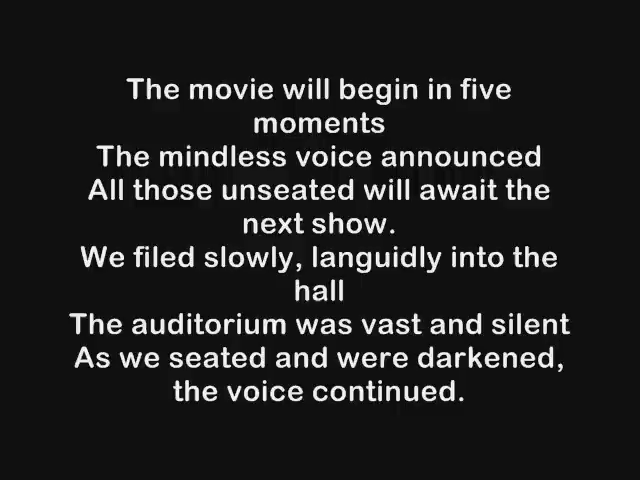 The movie will begin in five
moments
The mindless voice announced
All those unseated will await the
next show.
We filed slowly, languidly into the
hall
The auditorium was vast and silent
As we seated and were darkened,
the voice continued.